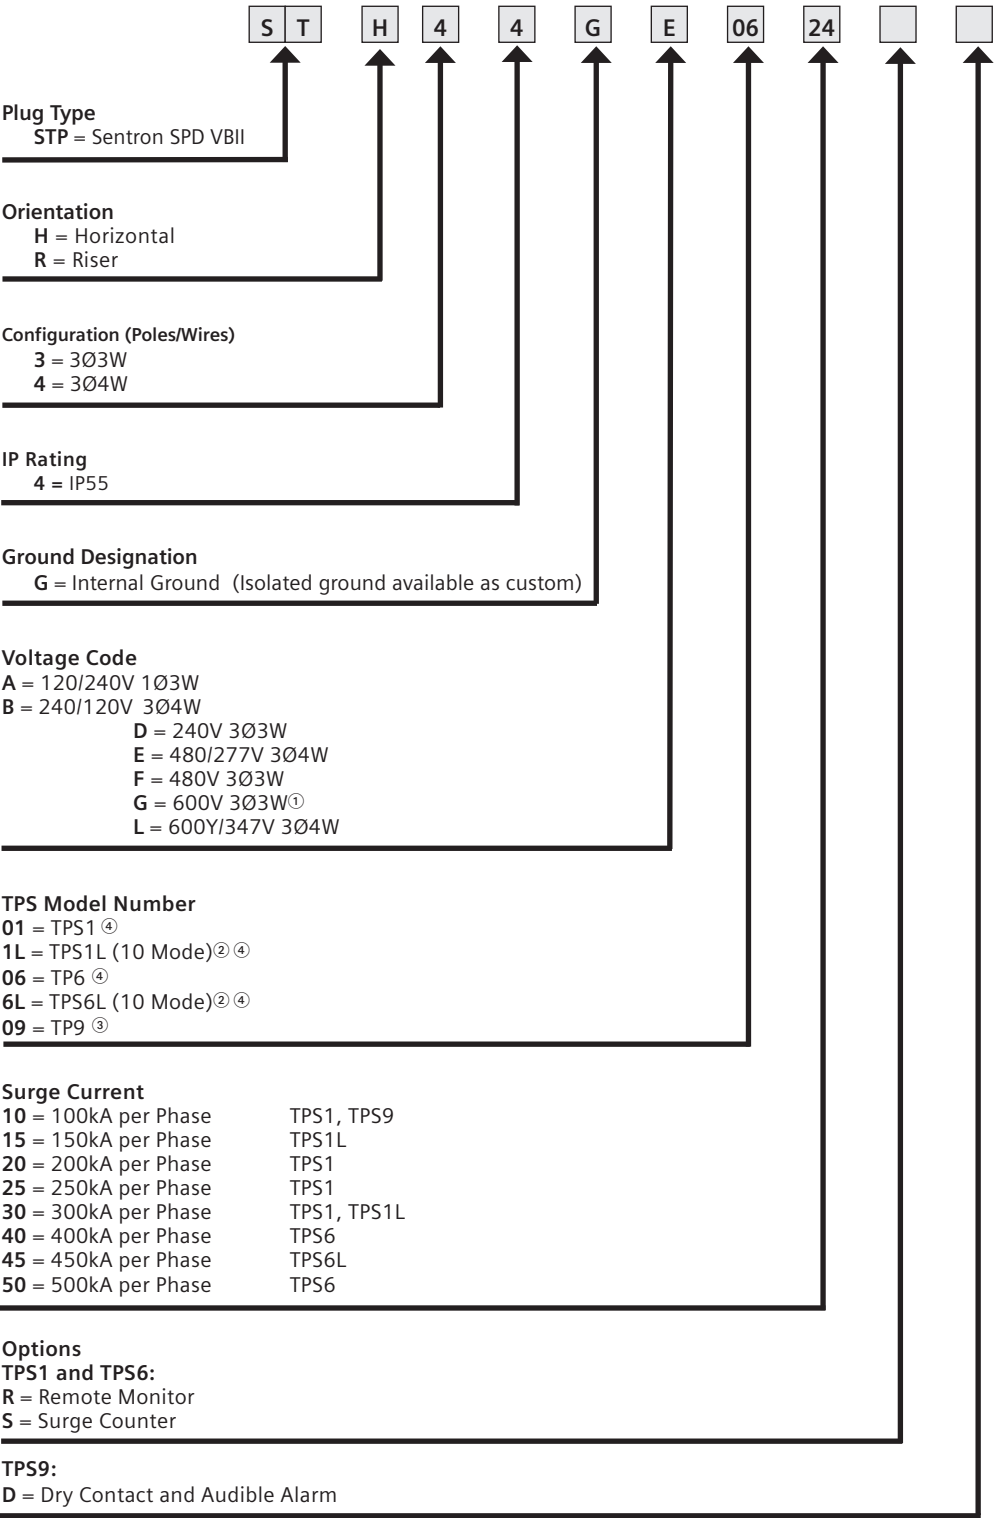 S T H 4 4 G E 06 24
Plug Type
STP = Sentron SPD VBII
Orientation
H = Horizontal
R = Riser
Configuration (Poles/Wires)
3 = 3Ø3W
4 = 3Ø4W
IP Rating
4 = IP55
Ground Designation
G = Internal Ground (Isolated ground available as custom)
Voltage Code
A = 120/240V 1Ø3W
B = 240/120V 3Ø4W
D = 240V 3Ø3W
E = 480/277V 3Ø4W
F = 480V 3Ø3W
G = 600V 3Ø3W①
L = 600Y/347V 3Ø4W
TPS Model Number
01 = TPS1 ④
1L = TPS1L (10 Mode)② ④
06 = TP6 ④
6L = TPS6L (10 Mode)② ④
09 = TP9 ③
Surge Current
10 = 100kA per Phase TPS1, TPS9
15 = 150kA per Phase TPS1L
20 = 200kA per Phase TPS1
25 = 250kA per Phase TPS1
30 = 300kA per Phase TPS1, TPS1L
40 = 400kA per Phase TPS6
45 = 450kA per Phase TPS6L
50 = 500kA per Phase TPS6
Options
TPS1 and TPS6:
R = Remote Monitor
S = Surge Counter
TPS9:
D = Dry Contact and Audible Alarm